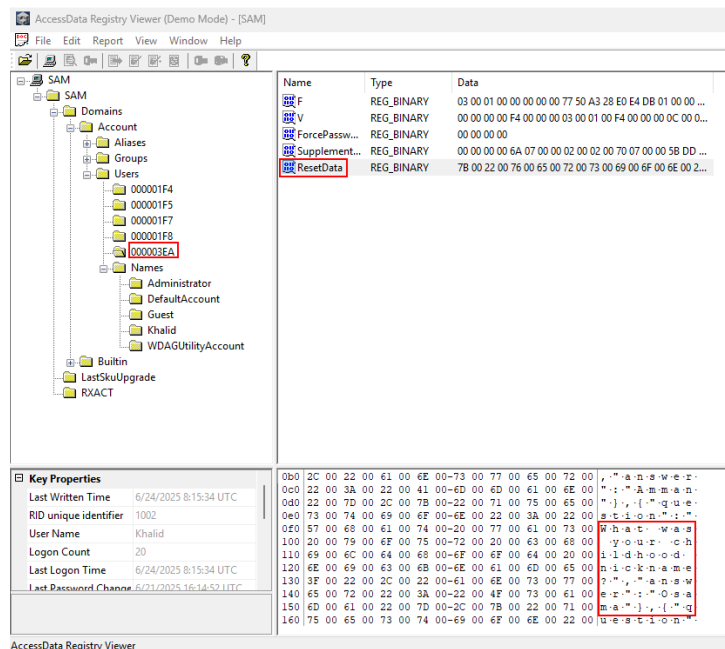 AccessData Registry Viewer (Demo Mode) - [SAM]
File Edit Report View Window Help
SAM
SAM
Domains
Account
Aliases
Groups
Users
000001F4
000001F5
000001F7
000001F8
000003EA
Names
Administrator
DefaultAccount
Guest
Khalid
WDAGUtilityAccount
Builtin
LastSkuUpgrade
RXACT
Name Type Data
F REG_BINARY 03 00 01 00 00 00 00 00 77 50 A3 28 E0 E4 DB 01 00 00 ...
V REG_BINARY 00 00 00 00 F4 00 00 00 03 00 01 00 F4 00 00 00 0C 00 0...
ForcePassw... REG_BINARY 00 00 00 00
Supplement... REG_BINARY 00 00 00 00 6A 07 00 00 02 00 02 00 70 07 00 00 5B DD ...
ResetData REG_BINARY 7B 00 22 00 76 00 65 00 72 00 73 00 69 00 6F 00 6E 00 2...
Key Properties
Last Written Time 6/24/2025 8:15:34 UTC
RID unique identifier 1002
User Name Khalid
Logon Count 20
Last Logon Time 6/24/2025 8:15:34 UTC
Last Password Change 6/21/2025 16:14:52 UTC
0b0 2C 00 22 00 61 00 6E 00-73 00 77 00 65 00 72 00 ,·"·a·n·s·w·e·r·
0c0 22 00 3A 00 22 00 41 00-6D 00 6D 00 61 00 6E 00 "·:·"·A·m·m·a·n·
0d0 22 00 7D 00 2C 00 7B 00-22 00 71 00 75 00 65 00 "·}·,·{·"·q·u·e·
0e0 73 00 74 00 69 00 6F 00-6E 00 22 00 3A 00 22 00 s·t·i·o·n·"·:·"·
0f0 57 00 68 00 61 00 74 00-20 00 77 00 61 00 73 00 W·h·a·t· ·w·a·s·
100 20 00 79 00 6F 00 75 00-72 00 20 00 63 00 68 00 ·y·o·u·r· ·c·h·
110 69 00 6C 00 64 00 68 00-6F 00 6F 00 64 00 20 00 i·l·d·h·o·o·d· ·
120 6E 00 69 00 63 00 6B 00-6E 00 61 00 6D 00 65 00 n·i·c·k·n·a·m·e·
130 3F 00 22 00 2C 00 22 00-61 00 6E 00 73 00 77 00 ?·"·,·"·a·n·s·w·
140 65 00 72 00 22 00 3A 00-22 00 4F 00 73 00 61 00 e·r·"·:·"·O·s·a·
150 6D 00 61 00 22 00 7D 00-2C 00 7B 00 22 00 71 00 m·a·"·}·,·{·"·q·
160 75 00 65 00 73 00 74 00-69 00 6F 00 6E 00 22 00 u·e·s·t·i·o·n·"·
AccessData Registry Viewer